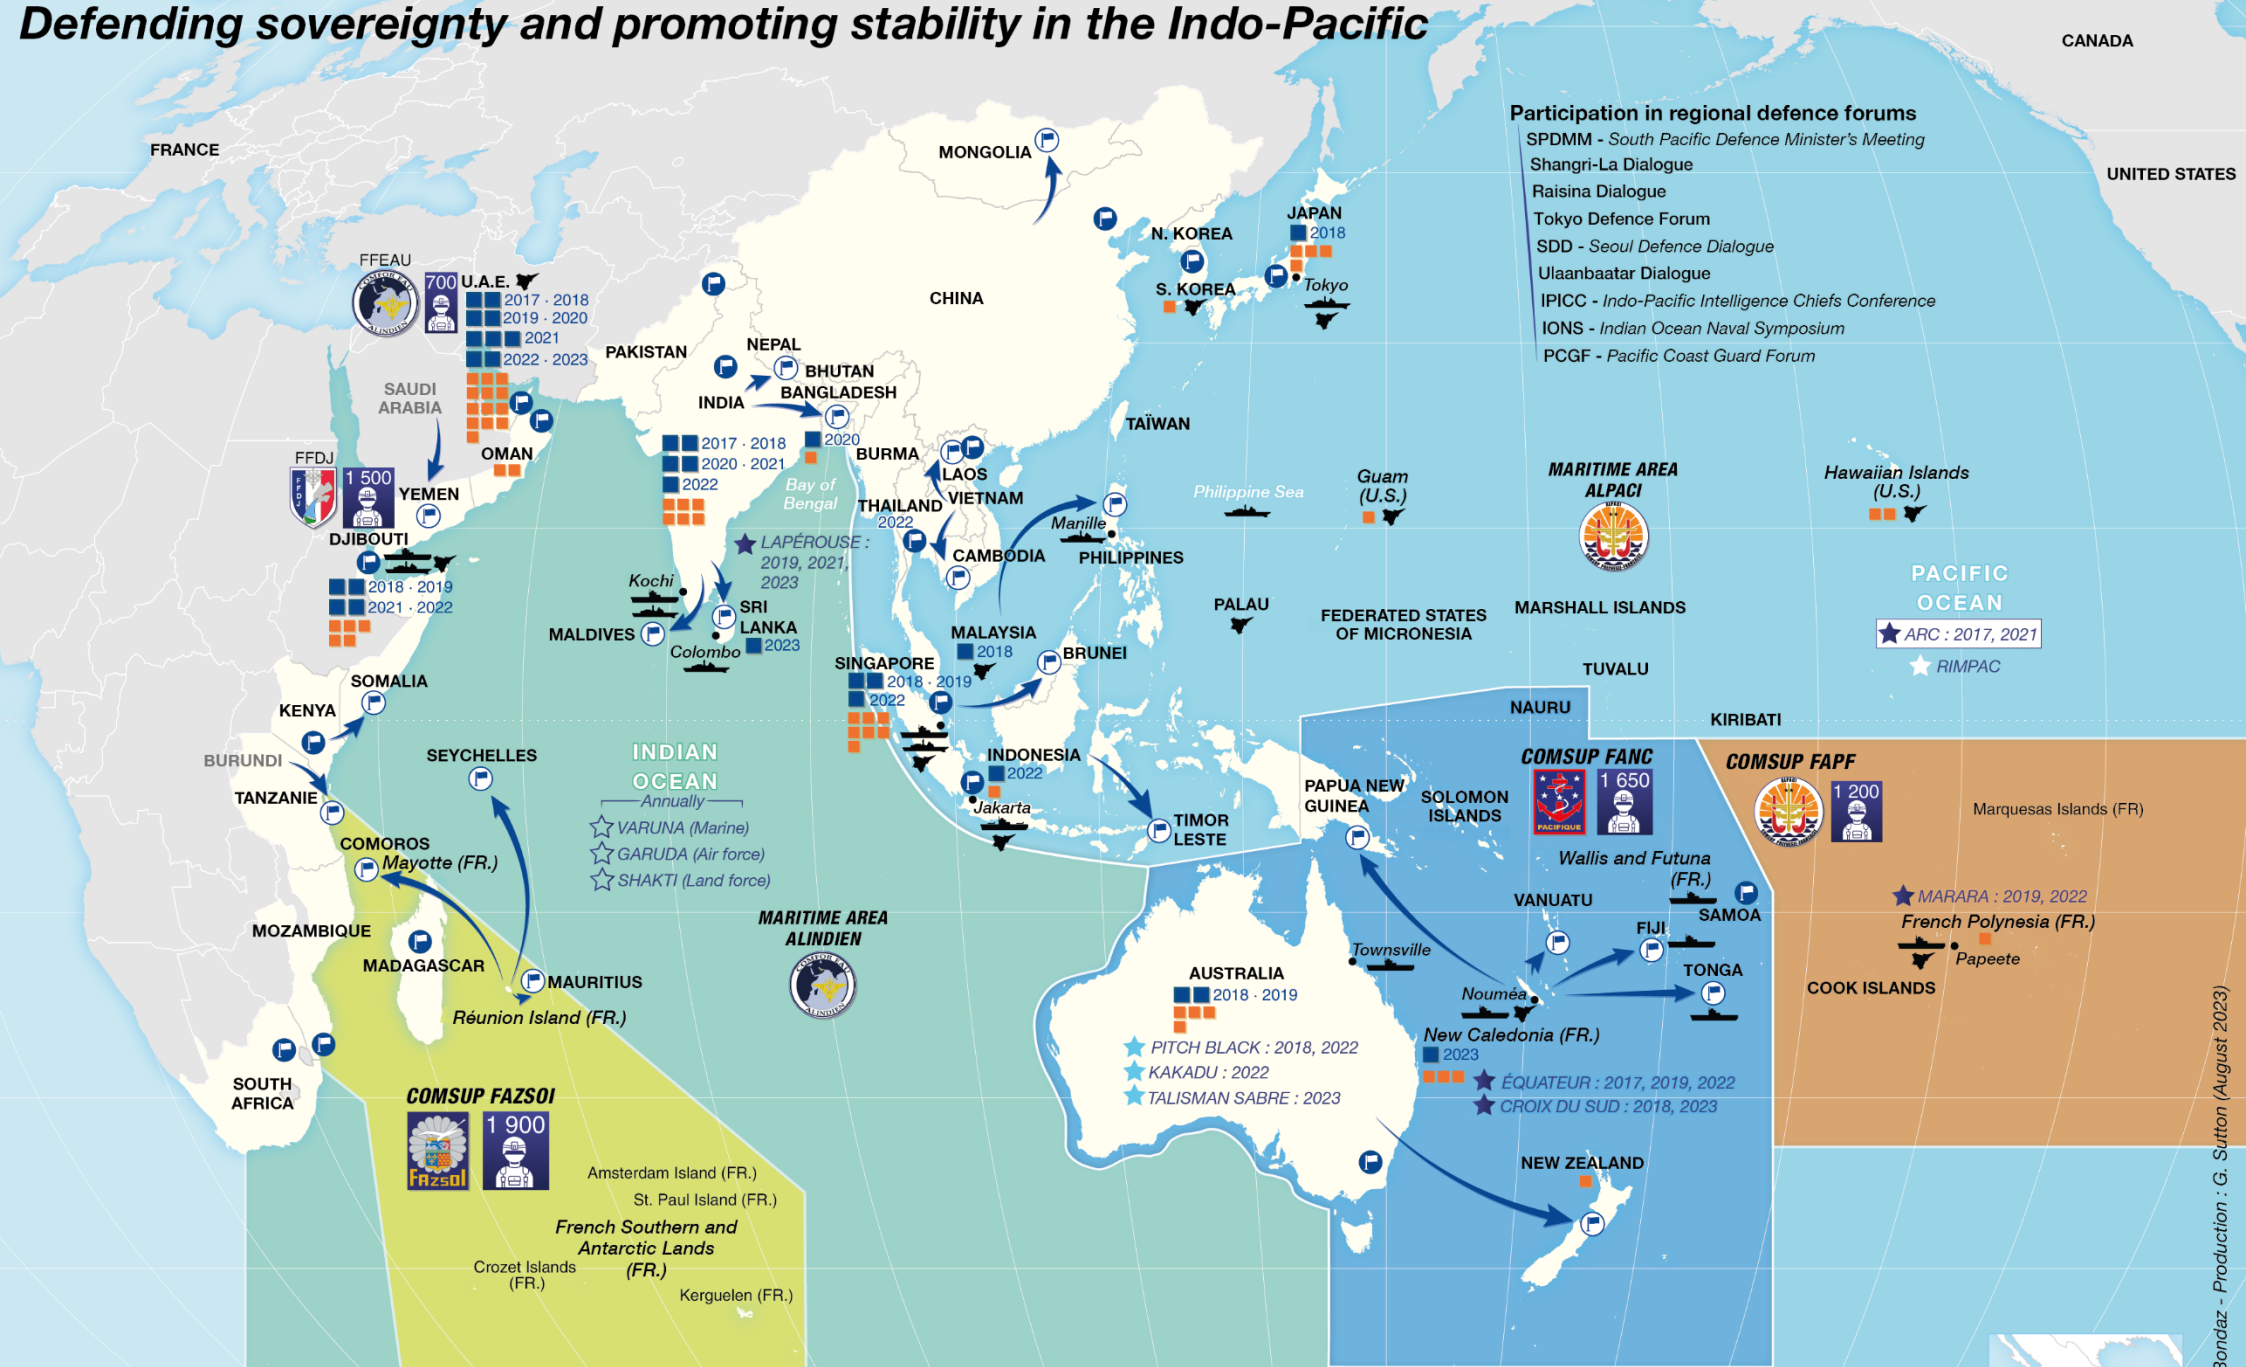 Defending sovereignty and promoting stability in the Indo-Pacific
CANADA
UNITED STATES
FRANCE
Participation in regional defence forums
SPDMM - South Pacific Defence Minister's Meeting
Shangri-La Dialogue
Raisina Dialogue
Tokyo Defence Forum
SDD - Seoul Defence Dialogue
Ulaanbaatar Dialogue
IPICC - Indo-Pacific Intelligence Chiefs Conference
IONS - Indian Ocean Naval Symposium
PCGF - Pacific Coast Guard Forum
MONGOLIA
CHINA
N. KOREA
S. KOREA
JAPAN
2018
Tokyo
FFEAU
COMFOR EAU
ALINDIEN
700
U.A.E.
2017 · 2018
2019 · 2020
2021
2022 · 2023
SAUDI
ARABIA
OMAN
FFDJ
FFDJ
1 500
YEMEN
DJIBOUTI
2018 · 2019
2021 · 2022
PAKISTAN
NEPAL
BHUTAN
BANGLADESH
2020
INDIA
2017 · 2018
2020 · 2021
2022
Bay of
Bengal
LAPÉROUSE :
2019, 2021,
2023
Kochi
MALDIVES
SRI
LANKA
2023
Colombo
BURMA
LAOS
VIETNAM
THAILAND
2022
CAMBODIA
TAÏWAN
Manille
PHILIPPINES
Philippine Sea
Guam
(U.S.)
MARITIME AREA
ALPACI
ALPACI
Hawaiian Islands
(U.S.)
PACIFIC
OCEAN
ARC : 2017, 2021
RIMPAC
PALAU
FEDERATED STATES
OF MICRONESIA
MARSHALL ISLANDS
TUVALU
NAURU
KIRIBATI
MALAYSIA
2018
BRUNEI
SINGAPORE
2018 · 2019
2022
INDONESIA
2022
Jakarta
TIMOR
LESTE
PAPUA NEW
GUINEA
SOLOMON
ISLANDS
SOMALIA
KENYA
BURUNDI
TANZANIE
SEYCHELLES
COMOROS
Mayotte (FR.)
MOZAMBIQUE
MADAGASCAR
MAURITIUS
Réunion Island (FR.)
SOUTH
AFRICA
INDIAN
OCEAN
Annually
VARUNA (Marine)
GARUDA (Air force)
SHAKTI (Land force)
MARITIME AREA
ALINDIEN
COMFOR EAU
ALINDIEN
COMSUP FAZSOI
FAZSOI
1 900
Amsterdam Island (FR.)
St. Paul Island (FR.)
French Southern and
Antarctic Lands
(FR.)
Crozet Islands
(FR.)
Kerguelen (FR.)
COMSUP FANC
PACIFIQUE
1 650
COMSUP FAPF
ALPACI
1 200
Marquesas Islands (FR)
Wallis and Futuna
(FR.)
SAMOA
VANUATU
FIJI
TONGA
MARARA : 2019, 2022
French Polynesia (FR.)
Papeete
COOK ISLANDS
Townsville
AUSTRALIA
2018 · 2019
PITCH BLACK : 2018, 2022
KAKADU : 2022
TALISMAN SABRE : 2023
Nouméa
New Caledonia (FR.)
2023
ÉQUATEUR : 2017, 2019, 2022
CROIX DU SUD : 2018, 2023
NEW ZEALAND
Bondaz - Production : G. Sutton (August 2023)